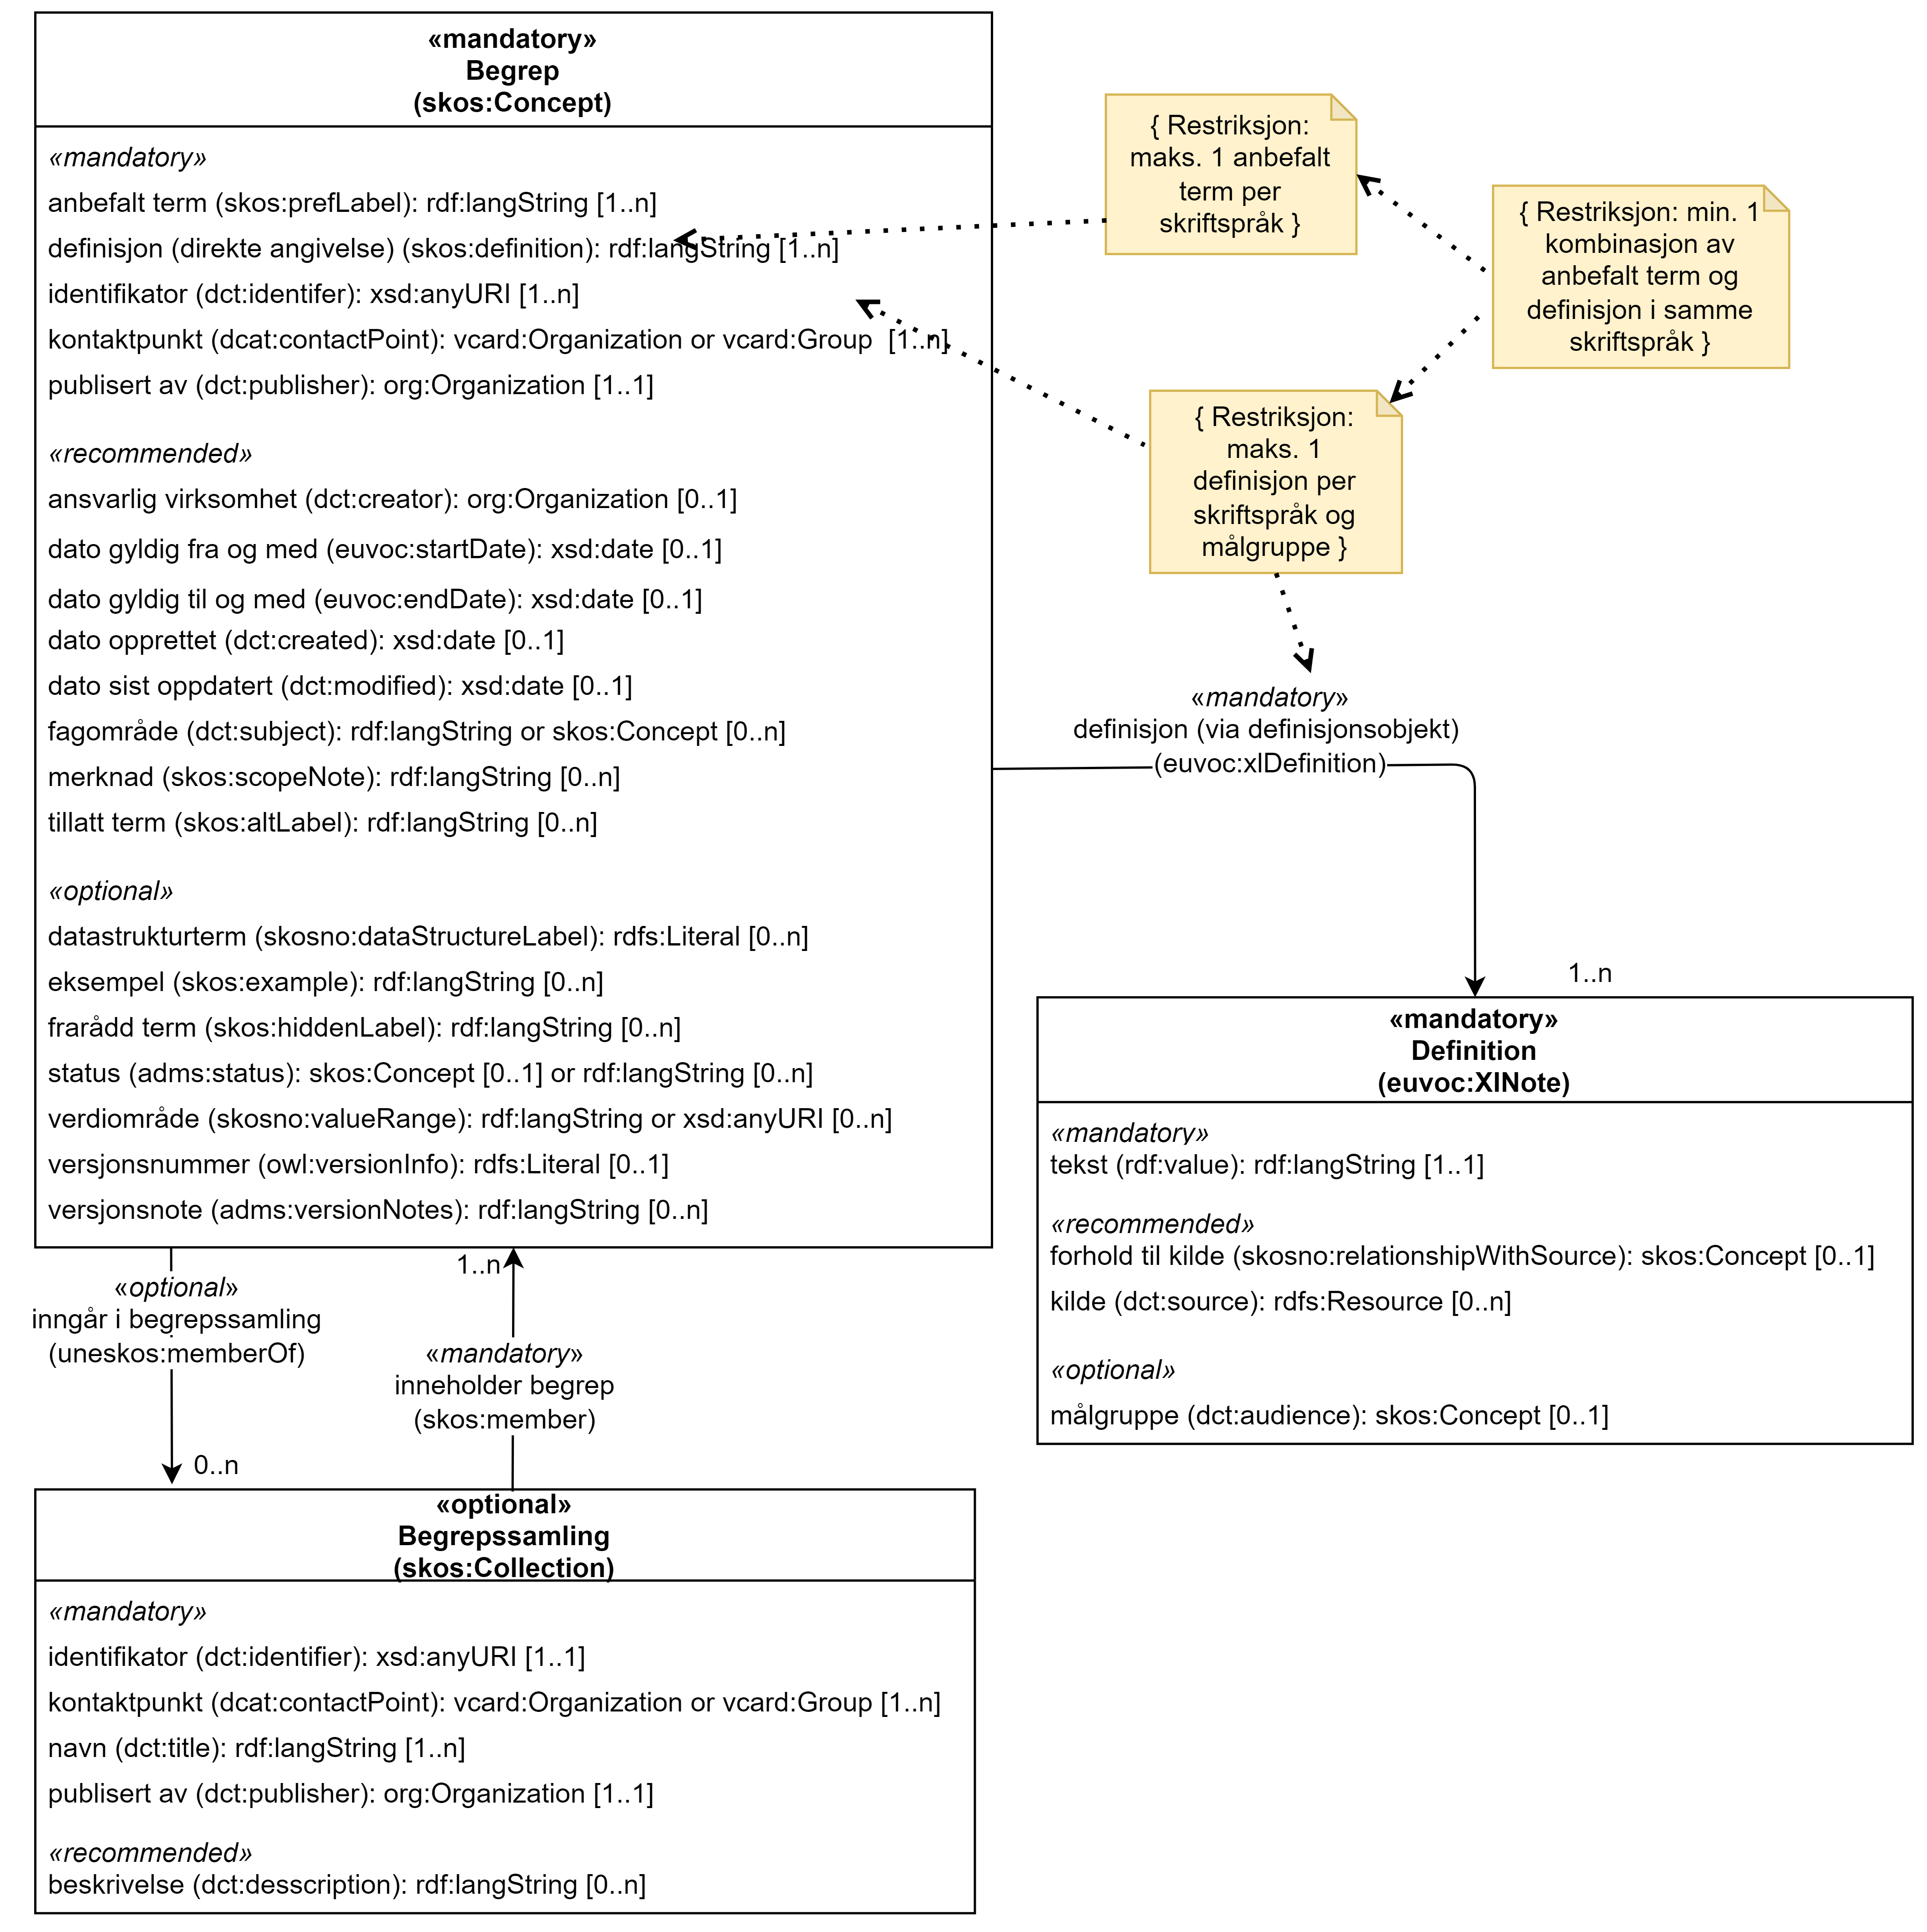 «mandatory»
Begrep
(skos:Concept)
«mandatory»
anbefalt term (skos:prefLabel): rdf:langString [1..n]
definisjon (direkte angivelse) (skos:definition): rdf:langString [1..n]
identifikator (dct:identifer): xsd:anyURI [1..n]
kontaktpunkt (dcat:contactPoint): vcard:Organization or vcard:Group [1..n]
publisert av (dct:publisher): org:Organization [1..1]
«recommended»
ansvarlig virksomhet (dct:creator): org:Organization [0..1]
dato gyldig fra og med (euvoc:startDate): xsd:date [0..1]
dato gyldig til og med (euvoc:endDate): xsd:date [0..1]
dato opprettet (dct:created): xsd:date [0..1]
dato sist oppdatert (dct:modified): xsd:date [0..1]
fagområde (dct:subject): rdf:langString or skos:Concept [0..n]
merknad (skos:scopeNote): rdf:langString [0..n]
tillatt term (skos:altLabel): rdf:langString [0..n]
«optional»
datastrukturterm (skosno:dataStructureLabel): rdfs:Literal [0..n]
eksempel (skos:example): rdf:langString [0..n]
frarådd term (skos:hiddenLabel): rdf:langString [0..n]
status (adms:status): skos:Concept [0..1] or rdf:langString [0..n]
verdiområde (skosno:valueRange): rdf:langString or xsd:anyURI [0..n]
versjonsnummer (owl:versionInfo): rdfs:Literal [0..1]
versjonsnote (adms:versionNotes): rdf:langString [0..n]
{ Restriksjon:
maks. 1 anbefalt
term per
skriftspråk }
{ Restriksjon: min. 1
kombinasjon av
anbefalt term og
definisjon i samme
skriftspråk }
{ Restriksjon:
maks. 1
definisjon per
skriftspråk og
målgruppe }
«mandatory»
definisjon (via definisjonsobjekt)
(euvoc:xlDefinition)
1..n
«mandatory»
Definition
(euvoc:XlNote)
«mandatory»
tekst (rdf:value): rdf:langString [1..1]
«recommended»
forhold til kilde (skosno:relationshipWithSource): skos:Concept [0..1]
kilde (dct:source): rdfs:Resource [0..n]
«optional»
målgruppe (dct:audience): skos:Concept [0..1]
«optional»
inngår i begrepssamling
(uneskos:memberOf)
0..n
1..n
«mandatory»
inneholder begrep
(skos:member)
«optional»
Begrepssamling
(skos:Collection)
«mandatory»
identifikator (dct:identifier): xsd:anyURI [1..1]
kontaktpunkt (dcat:contactPoint): vcard:Organization or vcard:Group [1..n]
navn (dct:title): rdf:langString [1..n]
publisert av (dct:publisher): org:Organization [1..1]
«recommended»
beskrivelse (dct:desscription): rdf:langString [0..n]